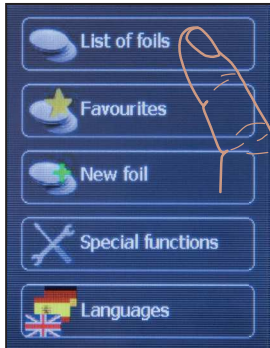 List of foils
Favourites
New foil
Special functions
Languages